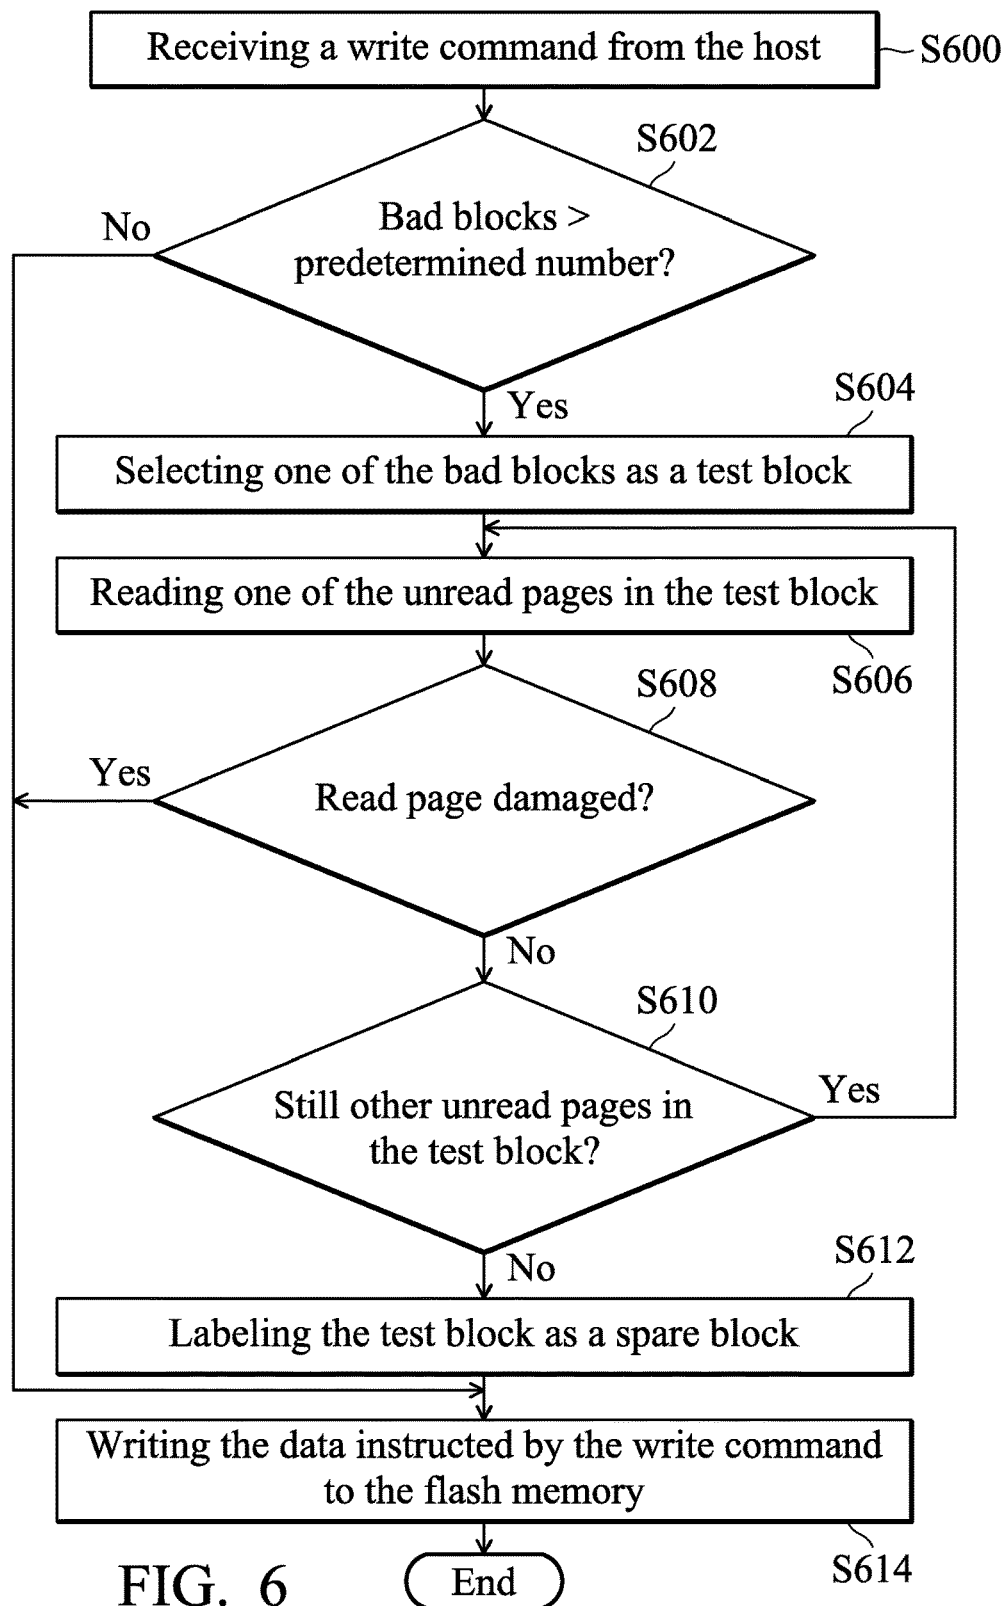 Receiving a write command from the host
S600
S602
Bad blocks >
predetermined number?
No
Yes
S604
Selecting one of the bad blocks as a test block
Reading one of the unread pages in the test block
S606
S608
Read page damaged?
Yes
No
S610
Still other unread pages in
the test block?
Yes
No
S612
Labeling the test block as a spare block
Writing the data instructed by the write command
to the flash memory
S614
End
FIG. 6